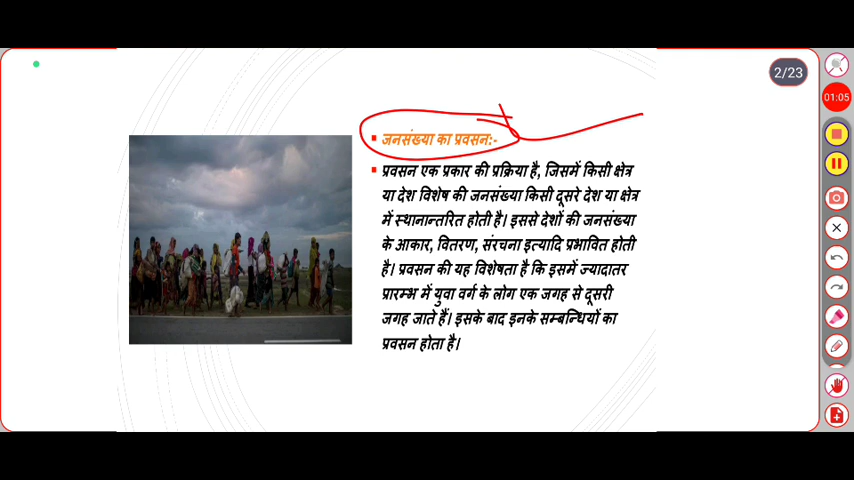 2/23
01:05
जनसंख्या का प्रवसन:-
प्रवसन एक प्रकार की प्रक्रिया है, जिसमें किसी क्षेत्र
या देश विशेष की जनसंख्या किसी दूसरे देश या क्षेत्र
में स्थानान्तरित होती है। इससे देशों की जनसंख्या
के आकार, वितरण, संरचना इत्यादि प्रभावित होती
है। प्रवसन की यह विशेषता है कि इसमें ज्यादातर
प्रारम्भ में युवा वर्ग के लोग एक जगह से दूसरी
जगह जाते हैं। इसके बाद इनके सम्बन्धियों का
प्रवसन होता है।